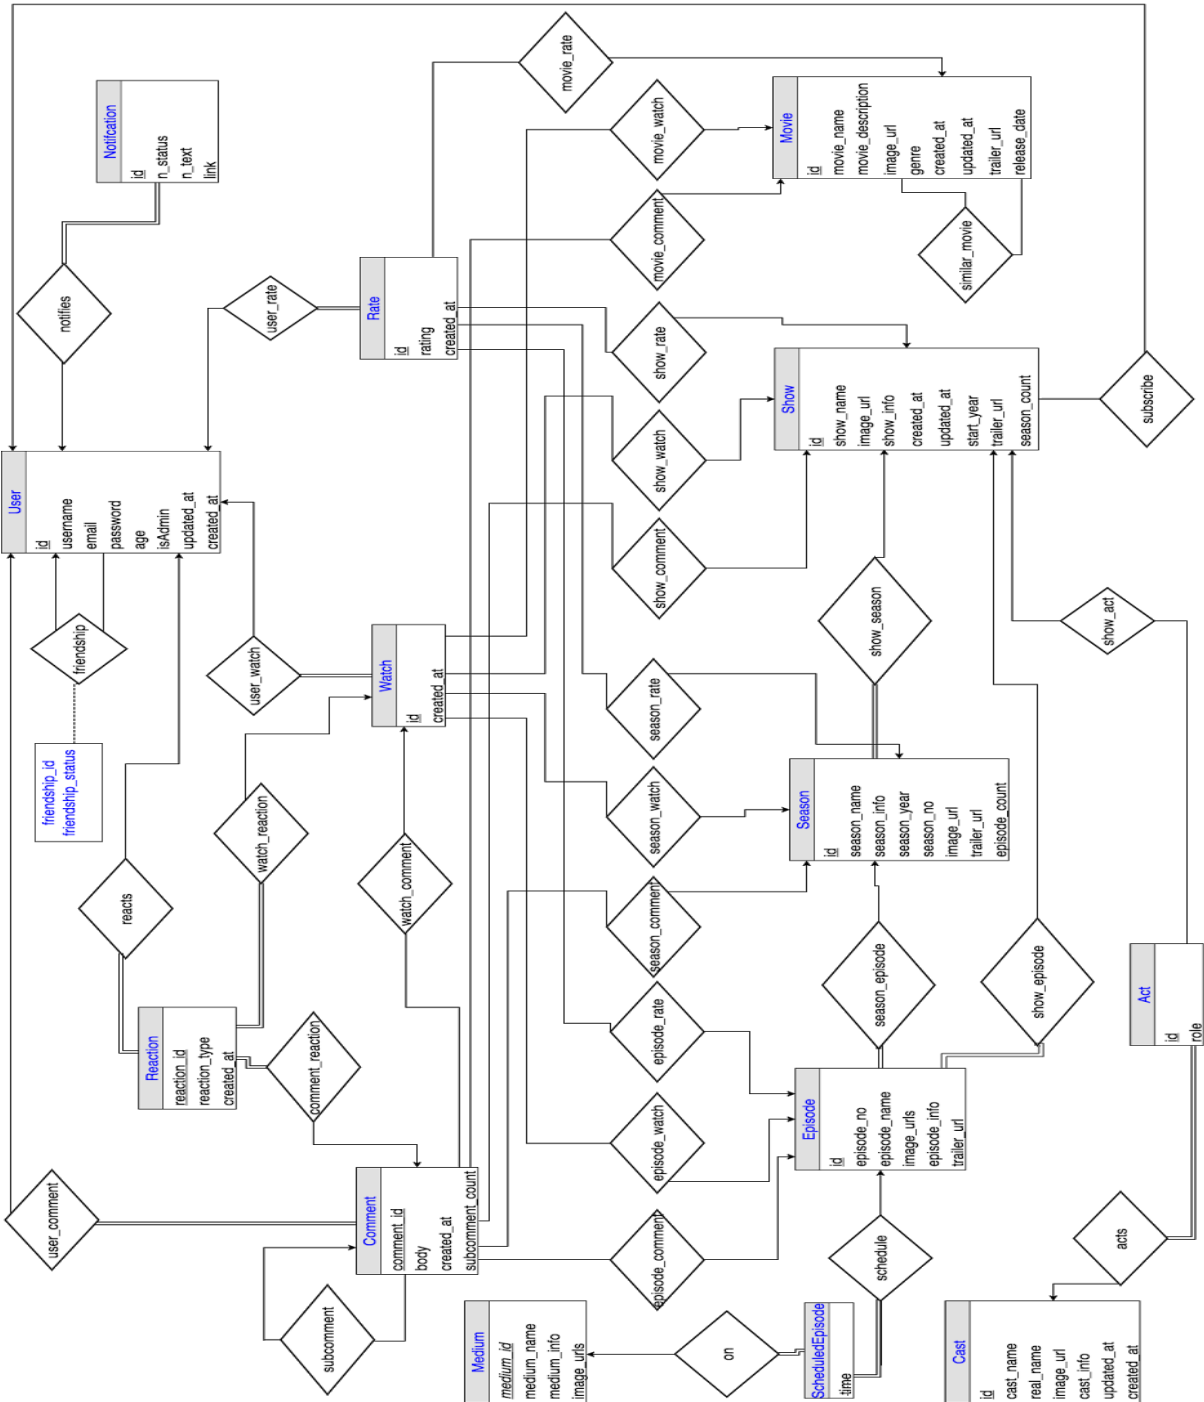 Notifcation
id
n_status
n_text
link
notifies
User
id
username
email
password
age
isAdmin
updated_at
created_at
friendship
friendship_id
friendship_status
reacts
Reaction
reaction_id
reaction_type
created_at
watch_reaction
comment_reaction
user_comment
Comment
comment_id
body
created_at
subcomment_count
subcomment
user_rate
Rate
id
rating
created_at
user_watch
Watch
id
created_at
watch_comment
movie_rate
movie_watch
movie_comment
Movie
id
movie_name
movie_description
image_url
genre
created_at
updated_at
trailer_url
release_date
similar_movie
show_rate
show_watch
show_comment
Show
id
show_name
image_url
show_info
created_at
updated_at
start_year
trailer_url
season_count
subscribe
show_season
season_rate
season_watch
season_comment
Season
id
season_name
season_info
season_year
season_no
image_url
trailer_url
episode_count
show_act
season_episode
show_episode
episode_rate
episode_watch
episode_comment
Episode
id
episode_no
episode_name
image_urls
episode_info
trailer_url
Act
id
role
acts
schedule
on
Medium
medium_id
medium_name
medium_info
image_urls
ScheduledEpisode
time
Cast
id
cast_name
real_name
image_url
cast_info
updated_at
created_at